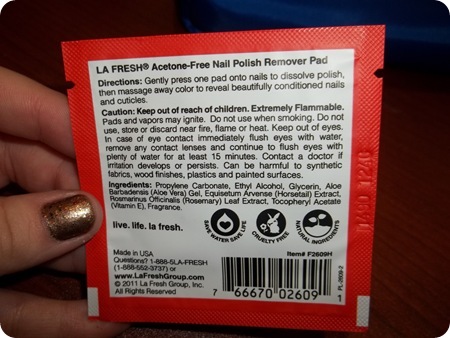 LA FRESH® Acetone-Free Nail Polish Remover Pad
Directions: Gently press one pad onto nails to dissolve polish,
then massage away color to reveal beautifully conditioned nails
and cuticles.
Caution: Keep out of reach of children. Extremely Flammable.
Pads and vapors may ignite. Do not use when smoking. Do not
use, store or discard near fire, flame or heat. Keep out of eyes.
In case of eye contact immediately flush eyes with water,
remove any contact lenses and continue to flush eyes with
plenty of water for at least 15 minutes. Contact a doctor if
irritation develops or persists. Can be harmful to synthetic
fabrics, wood finishes, plastics and painted surfaces.
Ingredients: Propylene Carbonate, Ethyl Alcohol, Glycerin, Aloe
Barbadensis (Aloe Vera) Gel, Equisetum Arvense (Horsetail) Extract,
Rosmarinus Officinalis (Rosemary) Leaf Extract, Tocopheryl Acetate
(Vitamin E), Fragrance.
live. life. la fresh.
SAVE WATER SAVE LIFE
CRUELTY FREE
NATURAL INGREDIENTS
Made in USA
Questions? 1-888-5LA-FRESH
(1-888-552-3737) or
www.LaFreshGroup.com
© 2011 La Fresh Group, Inc.
All Rights Reserved.
Item# F2609H
7 66670 02609 1
PL-2609-2